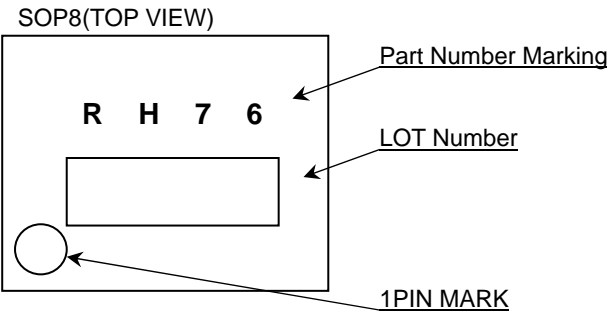 SOP8(TOP VIEW)
Part Number Marking
R H 7 6
LOT Number
1PIN MARK